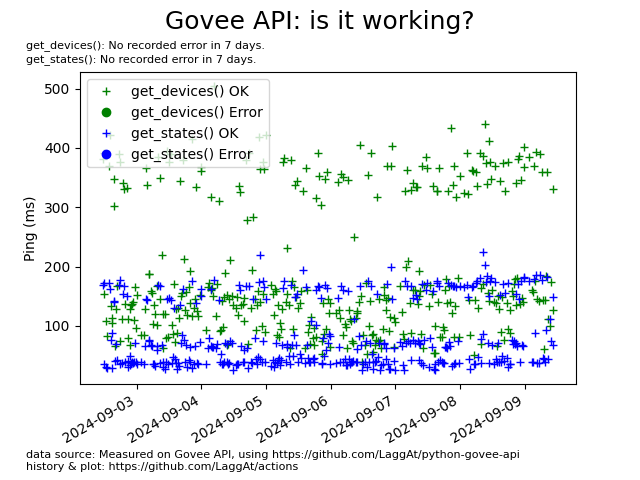 Govee API: is it working?
get_devices(): No recorded error in 7 days.
get_states(): No recorded error in 7 days.
get_devices() OK
get_devices() Error
get_states() OK
get_states() Error
Ping (ms)
500
400
300
200
100
2024-09-03
2024-09-04
2024-09-05
2024-09-06
2024-09-07
2024-09-08
2024-09-09
data source: Measured on Govee API, using https://github.com/LaggAt/python-govee-api
history & plot: https://github.com/LaggAt/actions